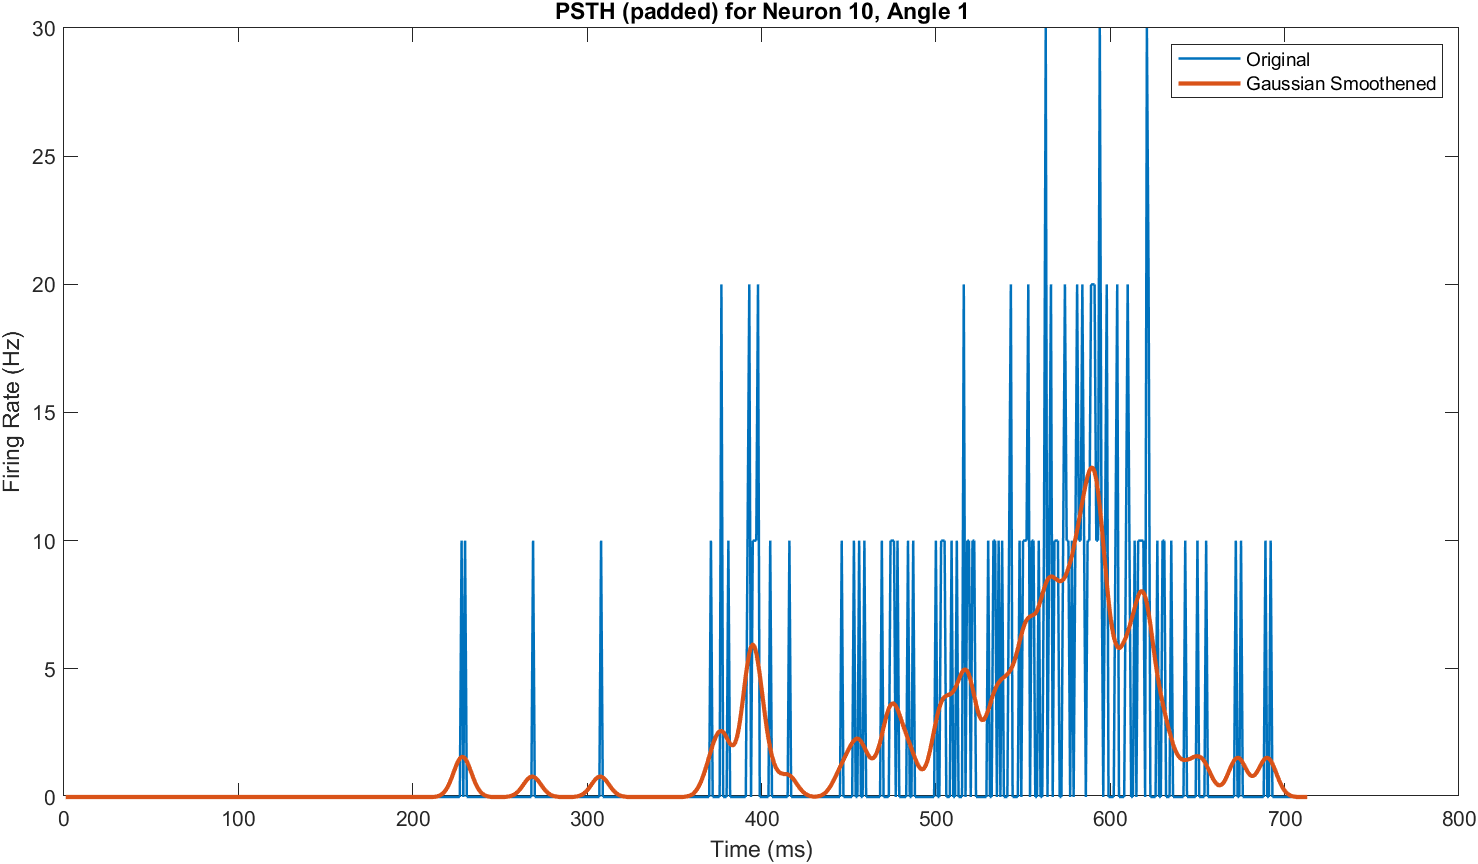 PSTH (padded) for Neuron 10, Angle 1
30
25
20
15
10
5
0
Firing Rate (Hz)
Original
Gaussian Smoothened
0 100 200 300 400 500 600 700 800
Time (ms)